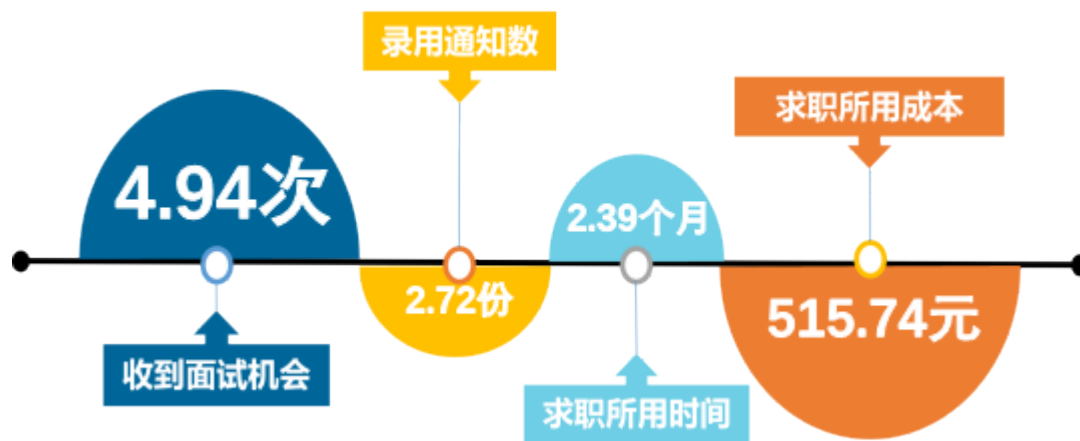 录用通知数
求职所用成本
4.94次
2.39个月
2.72份
515.74元
收到面试机会
求职所用时间